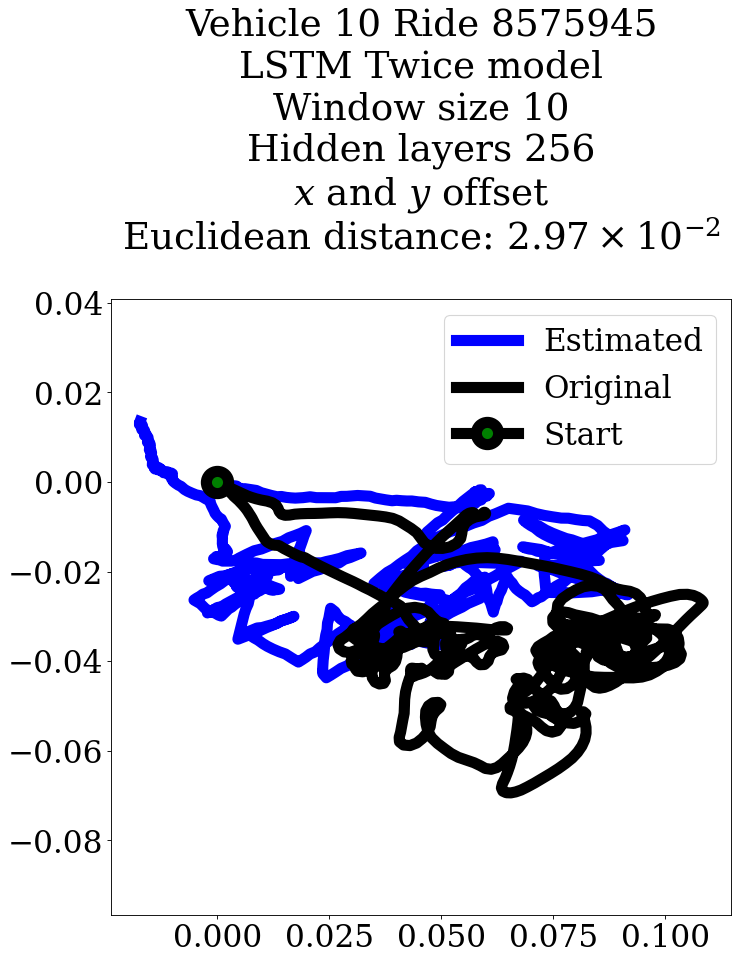 Vehicle 10 Ride 8575945
LSTM Twice model
Window size 10
Hidden layers 256
x and y offset
Euclidean distance: 2.97 × 10⁻²
0.04
Estimated
Original
Start
0.02
0.00
−0.02
−0.04
−0.06
−0.08
0.000 0.025 0.050 0.075 0.100